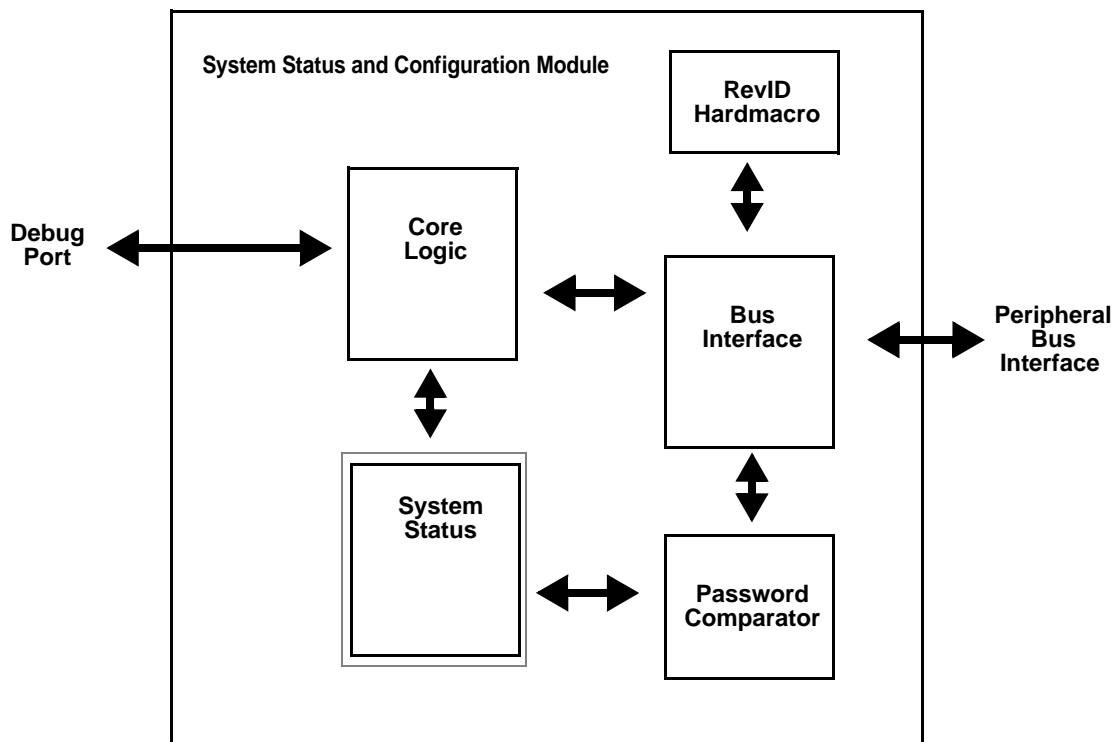 System Status and Configuration Module
RevID
Hardmacro
Debug
Port
Core
Logic
Bus
Interface
Peripheral
Bus
Interface
System
Status
Password
Comparator